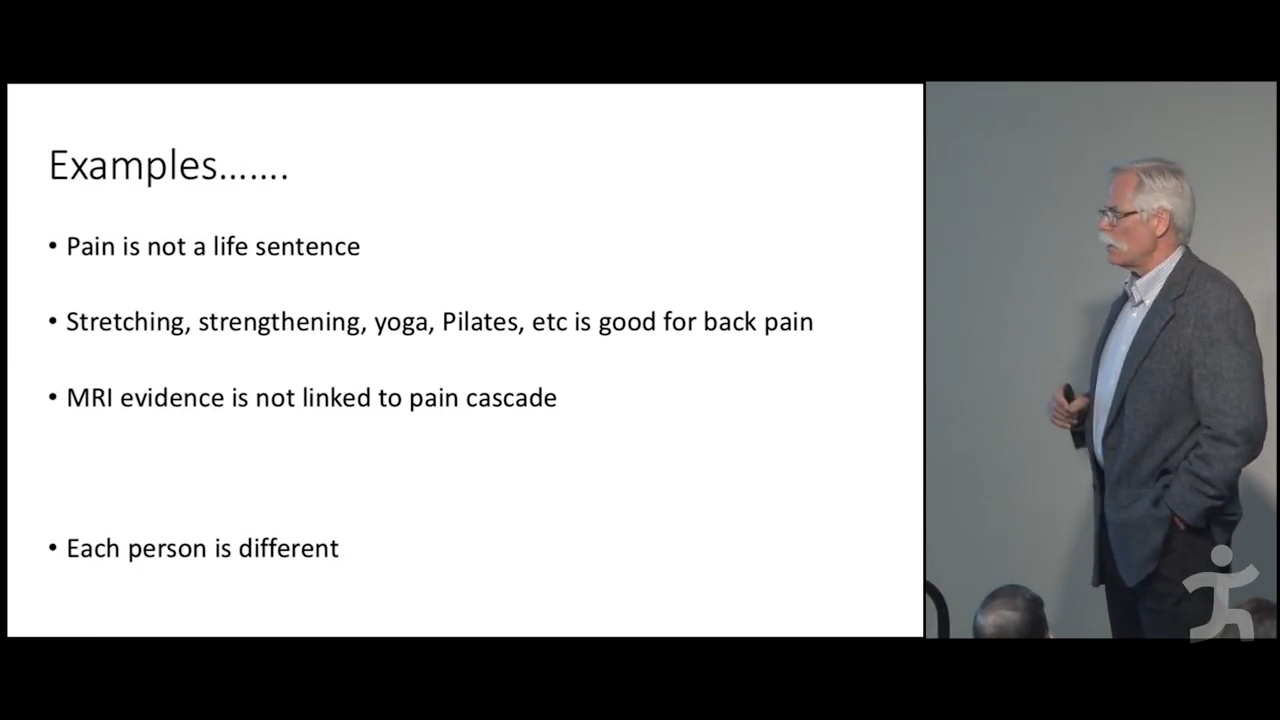 Examples…….
• Pain is not a life sentence
• Stretching, strengthening, yoga, Pilates, etc is good for back pain
• MRI evidence is not linked to pain cascade
• Each person is different